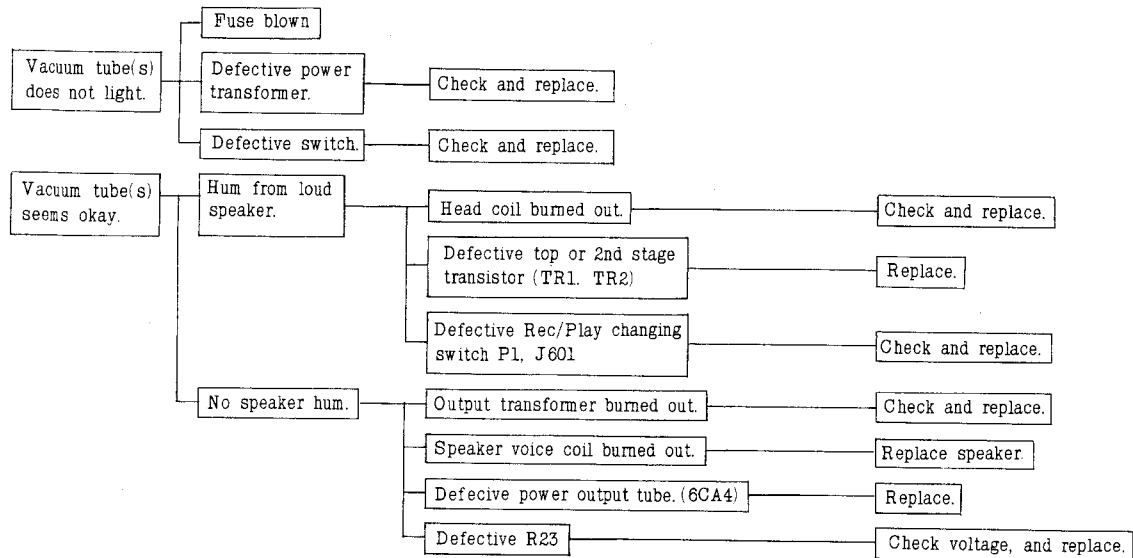 Fuse blown
Vacuum tube(s)
does not light.
Defective power
transformer.
Check and replace.
Defective switch.
Check and replace.
Vacuum tube(s)
seems okay.
Hum from loud
speaker.
Head coil burned out.
Check and replace.
Defective top or 2nd stage
transistor (TR1. TR2)
Replace.
Defective Rec/Play changing
switch P1, J601
Check and replace.
No speaker hum.
Output transformer burned out.
Check and replace.
Speaker voice coil burned out.
Replace speaker.
Defecive power output tube.(6CA4)
Replace.
Defective R23
Check voltage, and replace.